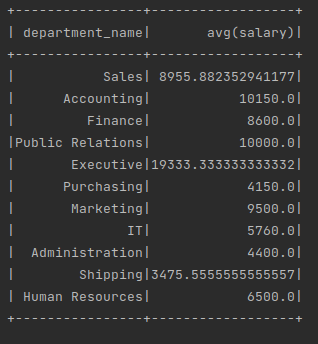 +----------------+------------------+
| department_name|       avg(salary)|
+----------------+------------------+
|           Sales| 8955.882352941177|
|      Accounting|           10150.0|
|         Finance|            8600.0|
|Public Relations|           10000.0|
|       Executive|19333.333333333332|
|      Purchasing|            4150.0|
|       Marketing|            9500.0|
|              IT|            5760.0|
|  Administration|            4400.0|
|        Shipping|3475.5555555555557|
| Human Resources|            6500.0|
+----------------+------------------+